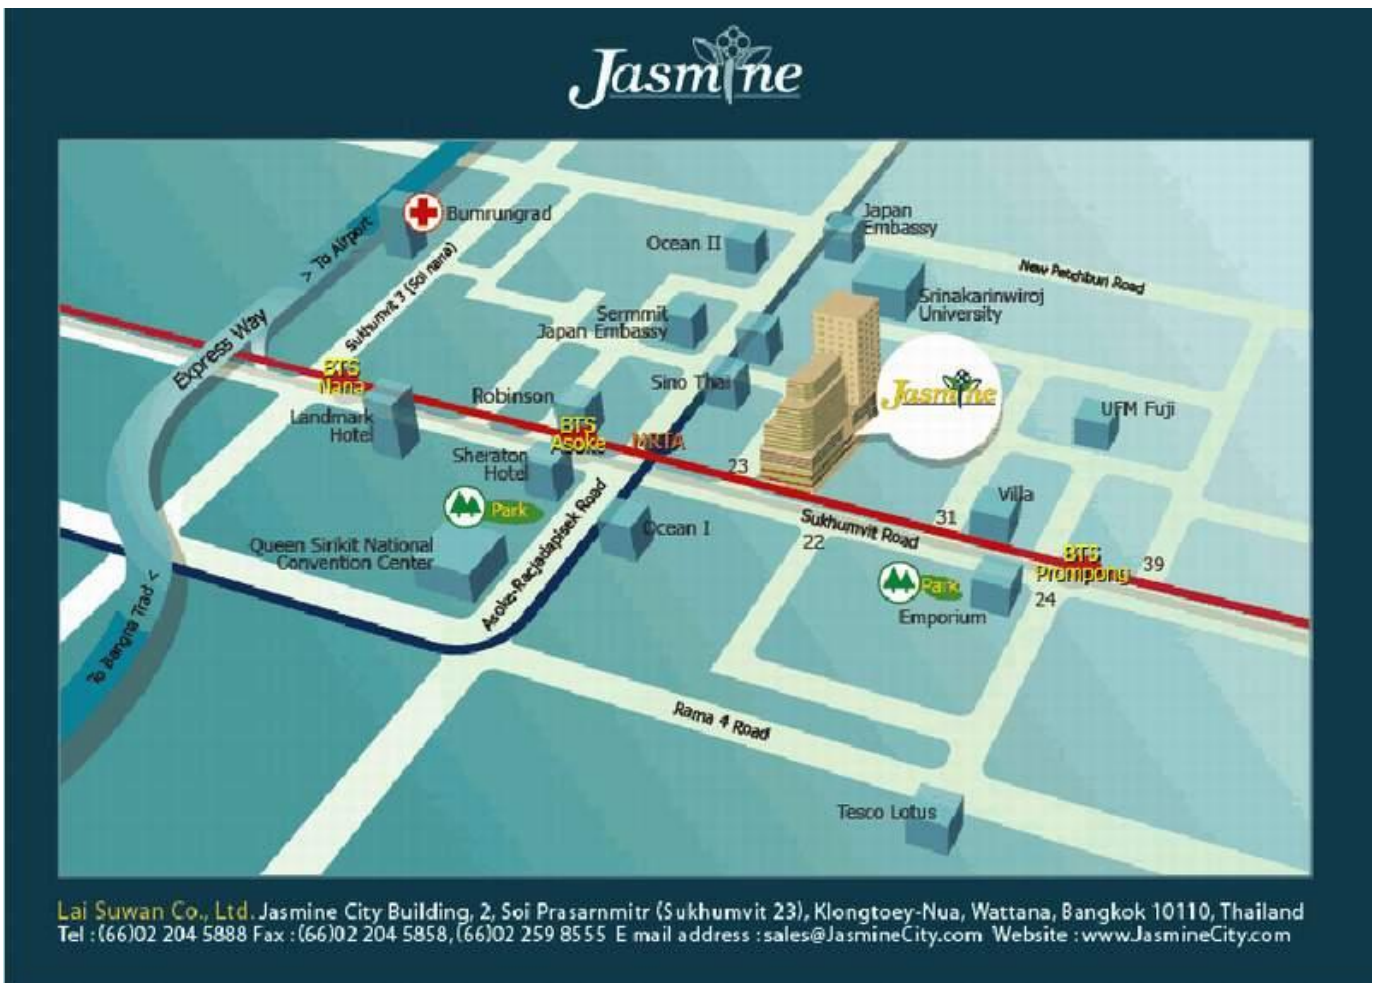 Jasmine
Bumrungrad
> To Airport
Sukhumvit 3 (Soi nana)
Express Way
Ocean II
Japan
Embassy
New Petchburi Road
Srinakarinwiroj
University
Sermmit
Japan Embassy
Sino Thai
Jasmine
BTS
Nana
Landmark
Hotel
Robinson
BTS
Asoke
MRTA
Sheraton
Hotel
Park
23
UFM Fuji
Villa
31
Sukhumvit Road
22
Ocean I
Asoke-Racjadapisek Road
Queen Sirikit National
Convention Center
BTS
Prompong
39
24
Park
Emporium
To Bangna Trad <
Rama 4 Road
Tesco Lotus
Lai Suwan Co., Ltd. Jasmine City Building, 2, Soi Prasarnmitr (Sukhumvit 23), Klongtoey-Nua, Wattana, Bangkok 10110, Thailand
Tel : (66)02 204 5888 Fax : (66)02 204 5858, (66)02 259 8555 E mail address : sales@JasmineCity.com Website : www.JasmineCity.com